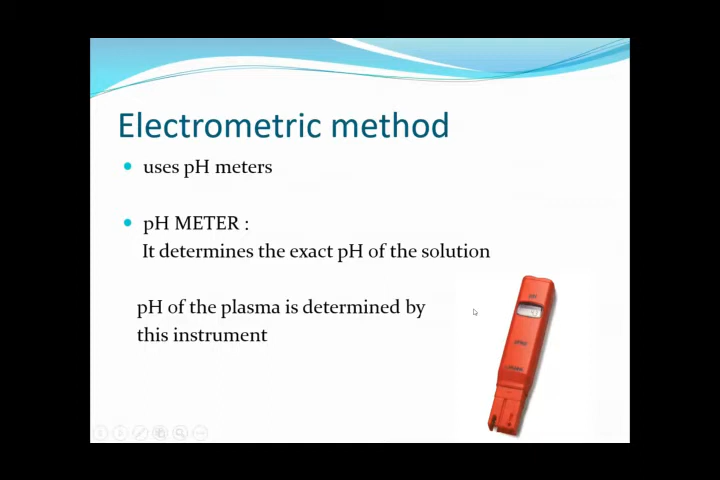 Electrometric method
uses pH meters
pH METER :
It determines the exact pH of the solution
pH of the plasma is determined by
this instrument